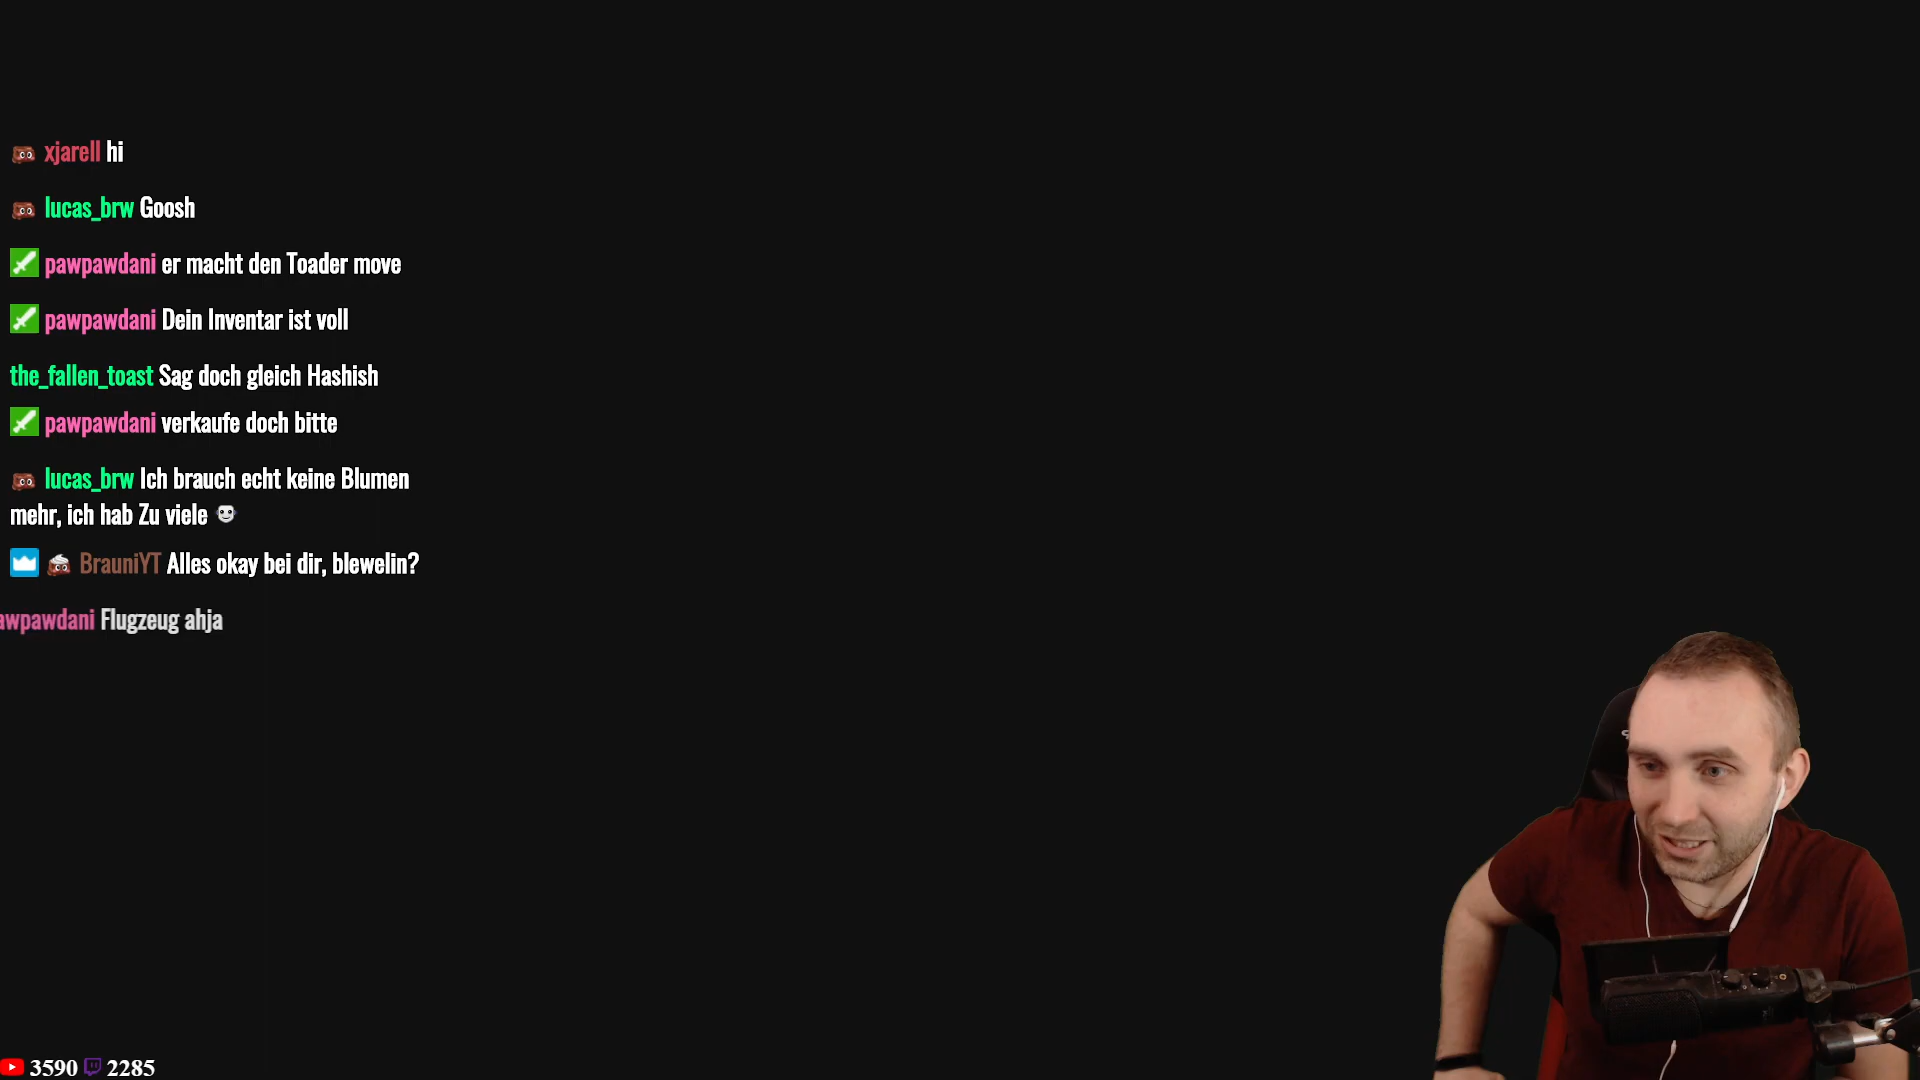 xjarell hi
lucas_brw Goosh
pawpawdani er macht den Toader move
pawpawdani Dein Inventar ist voll
the_fallen_toast Sag doch gleich Hashish
pawpawdani verkaufe doch bitte
lucas_brw Ich brauch echt keine Blumen
mehr, ich hab Zu viele
BrauniYT Alles okay bei dir, blewelin?
awpawdani Flugzeug ahja
3590 2285